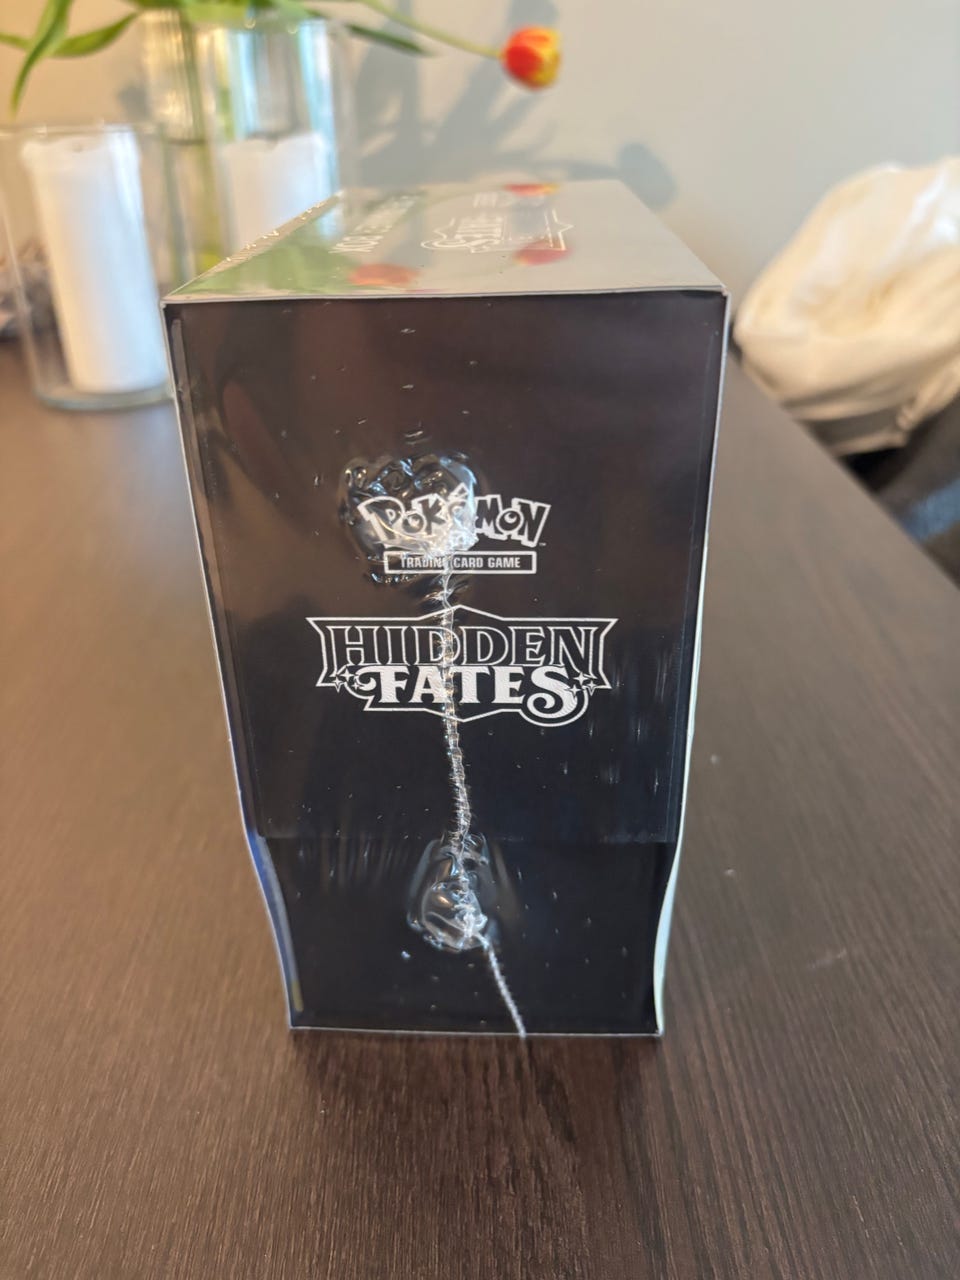 POKéMON
TRADING CARD GAME
HIDDEN
FATES